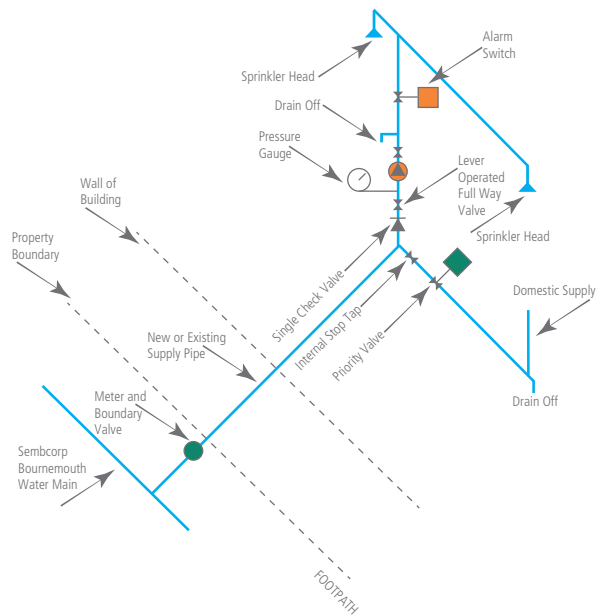 Alarm
Switch
Sprinkler Head
Drain Off
Pressure
Gauge
Lever
Operated
Full Way
Valve
Wall of
Building
Sprinkler Head
Property
Boundary
Single Check Valve
Internal Stop Tap
Priority Valve
Domestic Supply
New or Existing
Supply Pipe
Drain Off
Meter and
Boundary
Valve
Sembcorp
Bournemouth
Water Main
FOOTPATH